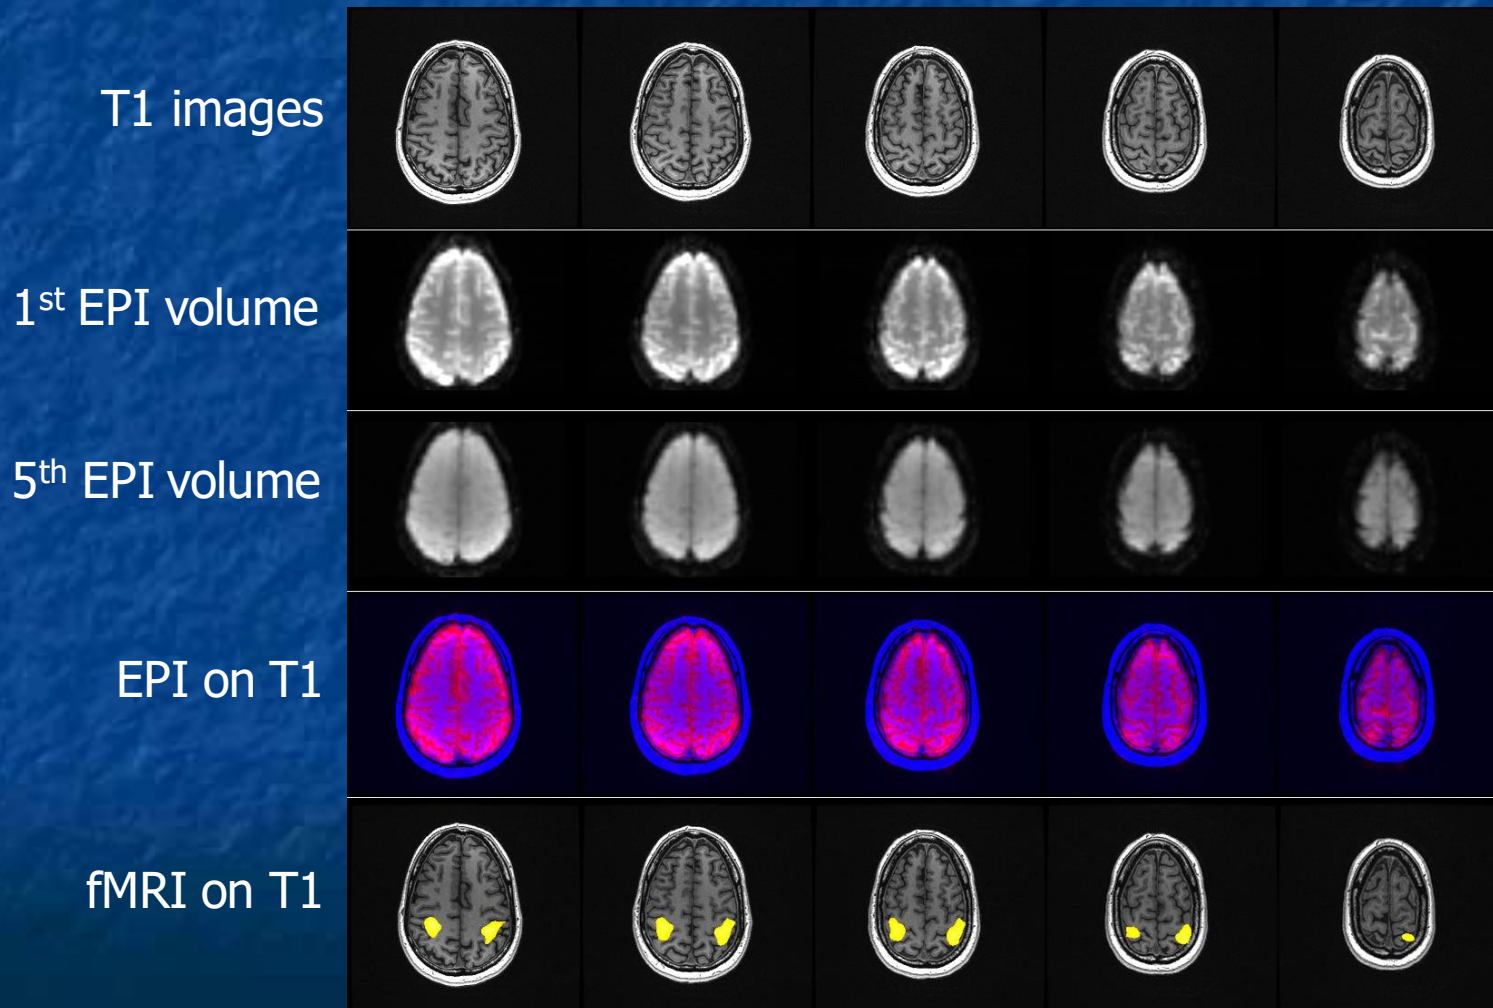 T1 images
1st EPI volume
5th EPI volume
EPI on T1
fMRI on T1